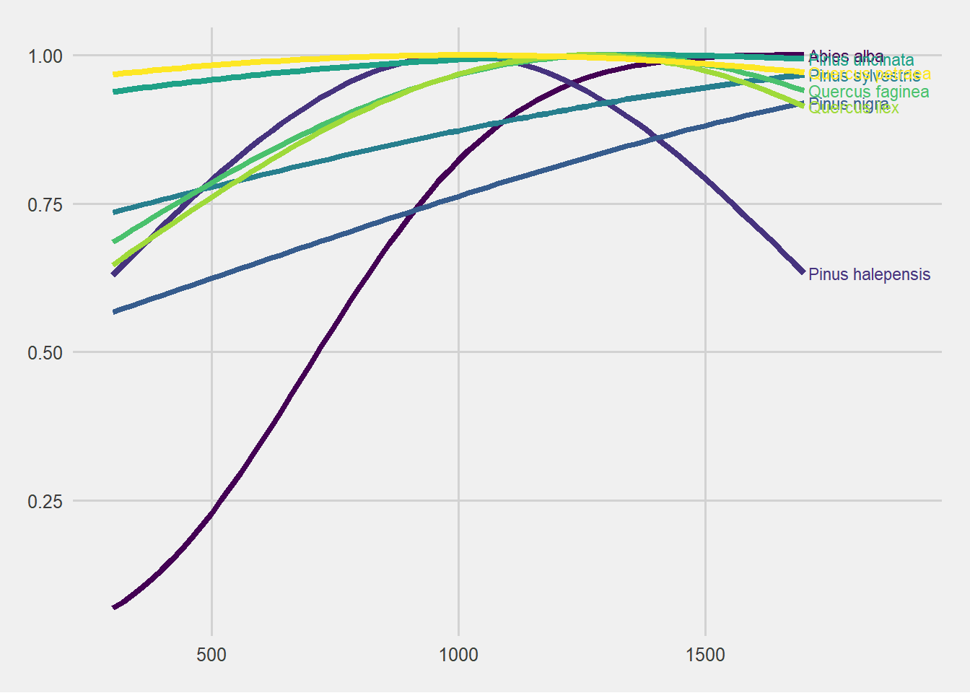 1.00
0.75
0.50
0.25
500
1000
1500
Abies alba
Pinus uncinata
Pinus sylvestris
Quercus faginea
Pinus nigra
Quercus ilex
Pinus halepensis